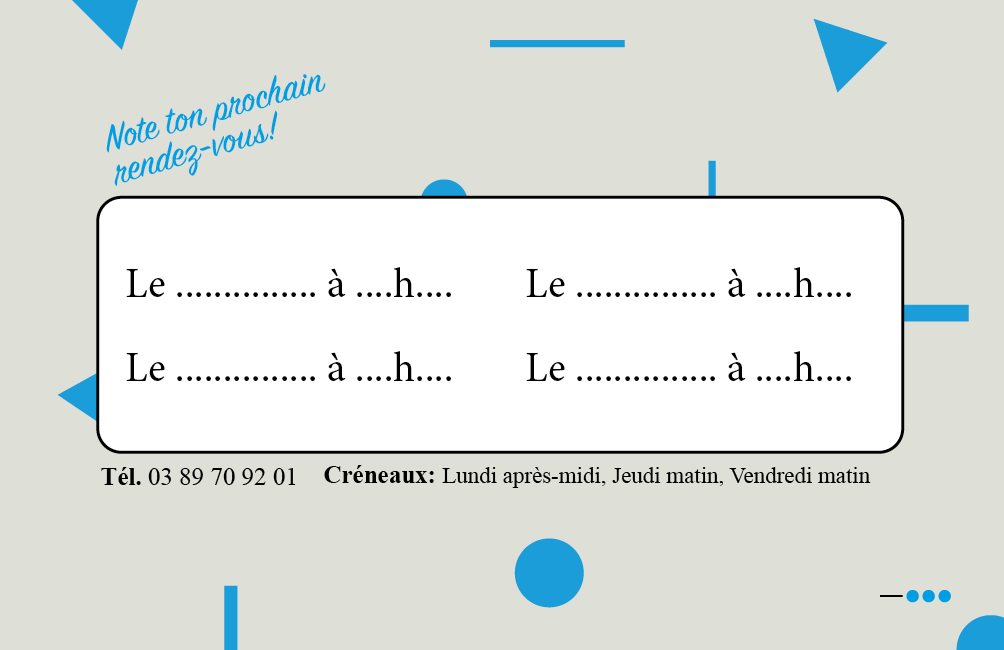 Note ton prochain
rendez-vous!
Le ............... à ....h.... Le ............... à ....h....
Le ............... à ....h.... Le ............... à ....h....
Tél. 03 89 70 92 01 Créneaux: Lundi après-midi, Jeudi matin, Vendredi matin